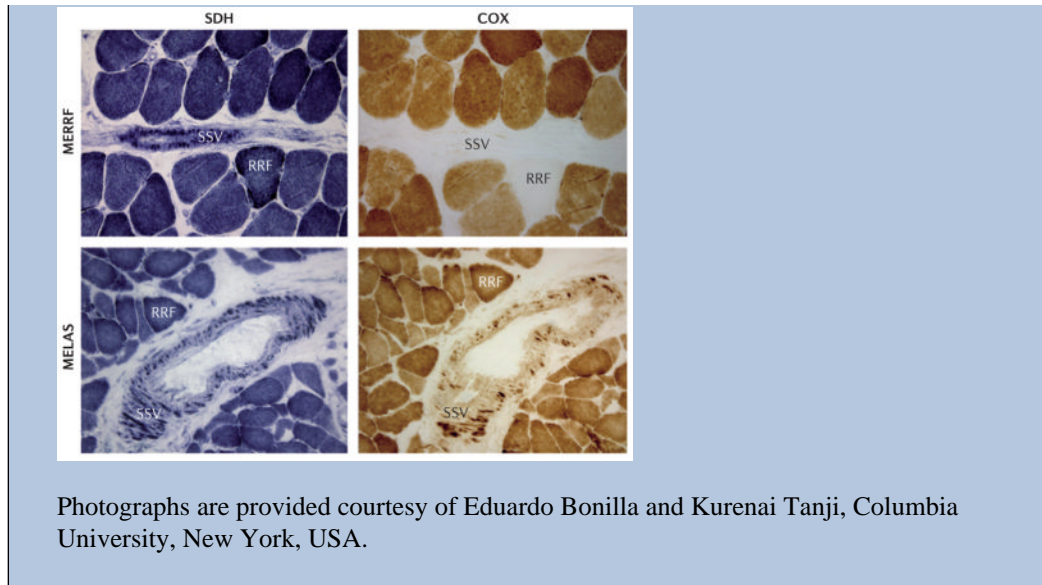 SDH COX
MERRF
SSV
SSV
RRF
RRF
MELAS
RRF
RRF
SSV
SSV
Photographs are provided courtesy of Eduardo Bonilla and Kurenai Tanji, Columbia
University, New York, USA.